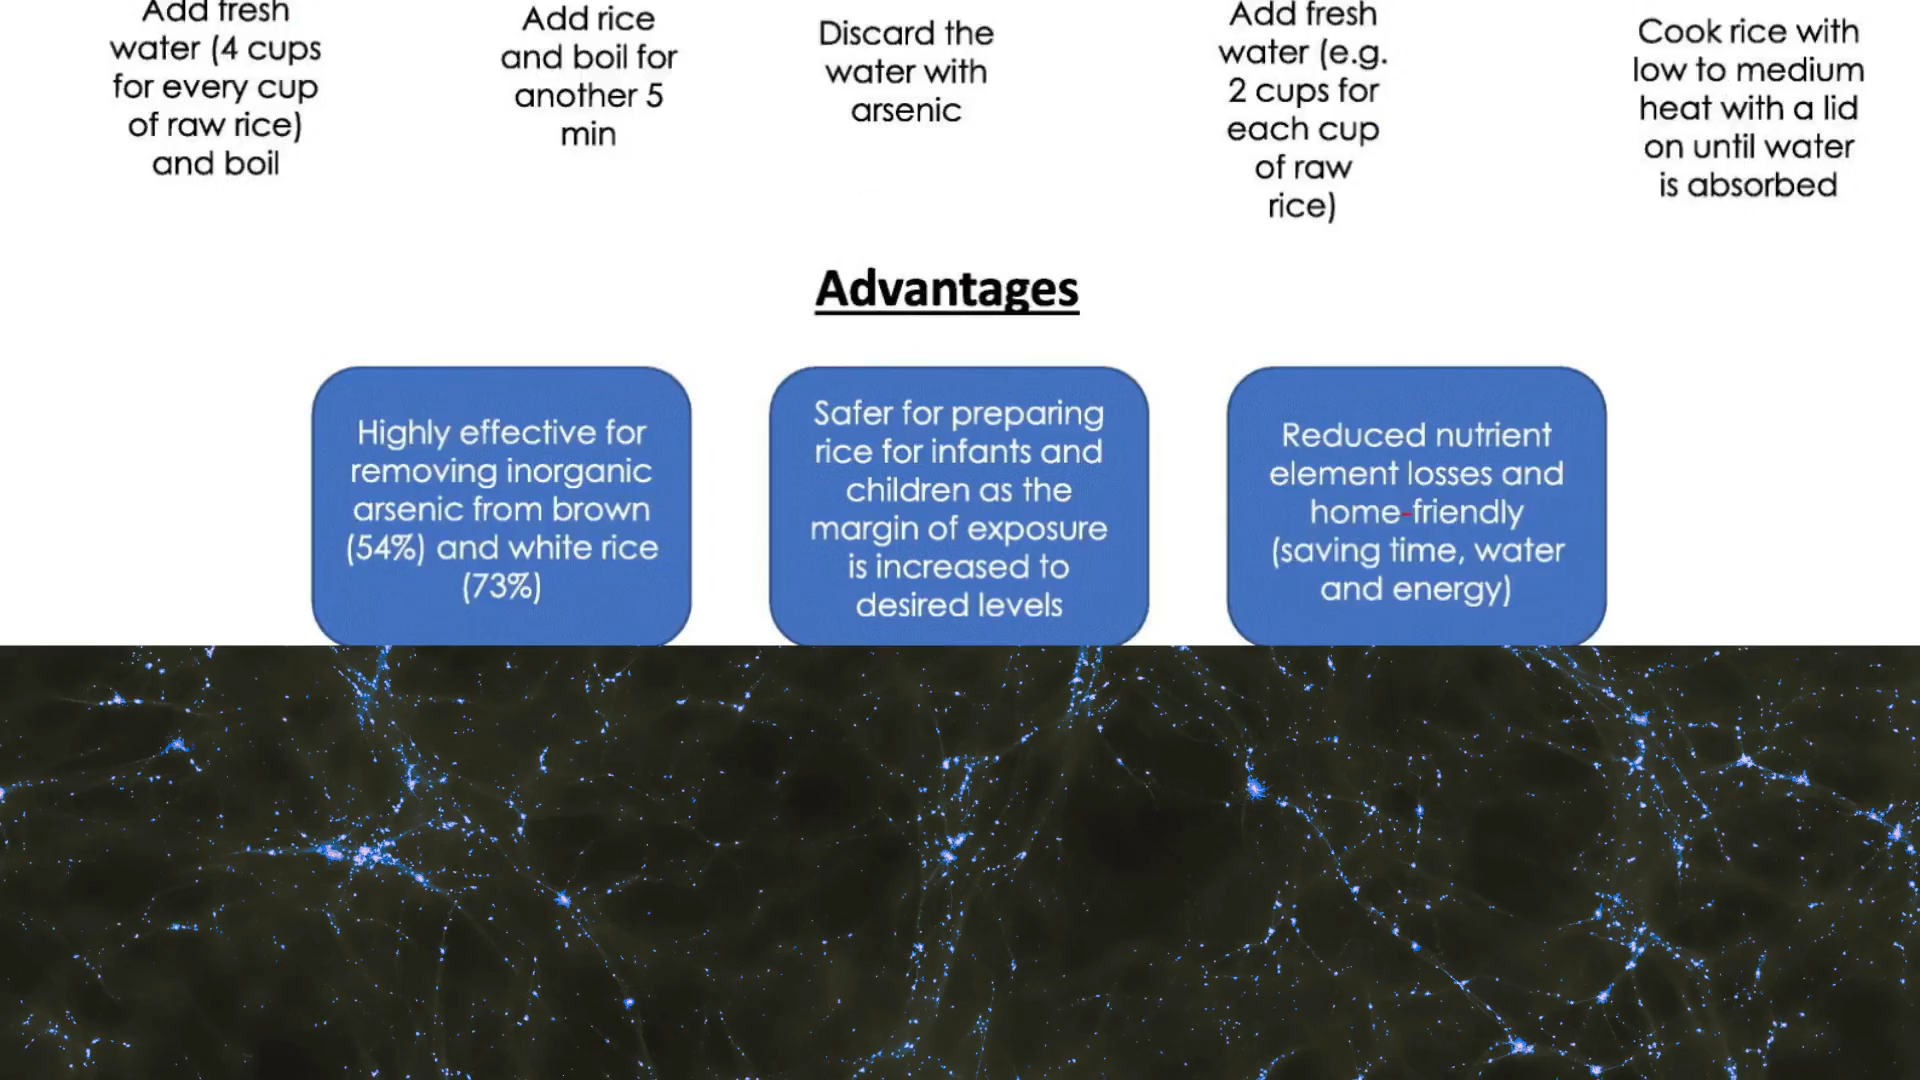 Add fresh
water (4 cups
for every cup
of raw rice)
and boil
Add rice
and boil for
another 5
min
Discard the
water with
arsenic
Add fresh
water (e.g.
2 cups for
each cup
of raw
rice)
Cook rice with
low to medium
heat with a lid
on until water
is absorbed
Advantages
Highly effective for
removing inorganic
arsenic from brown
(54%) and white rice
(73%)
Safer for preparing
rice for infants and
children as the
margin of exposure
is increased to
desired levels
Reduced nutrient
element losses and
home-friendly
(saving time, water
and energy)